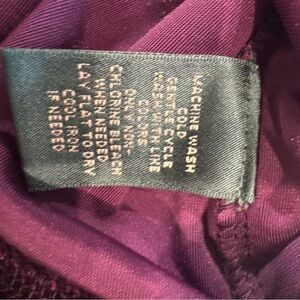 MACHINE WASH
COLD
GENTLE CYCLE
WASH WITH LIKE
COLORS
ONLY NON-
CHLORINE BLEACH
WHEN NEEDED
LAY FLAT TO DRY
COOL IRON
IF NEEDED